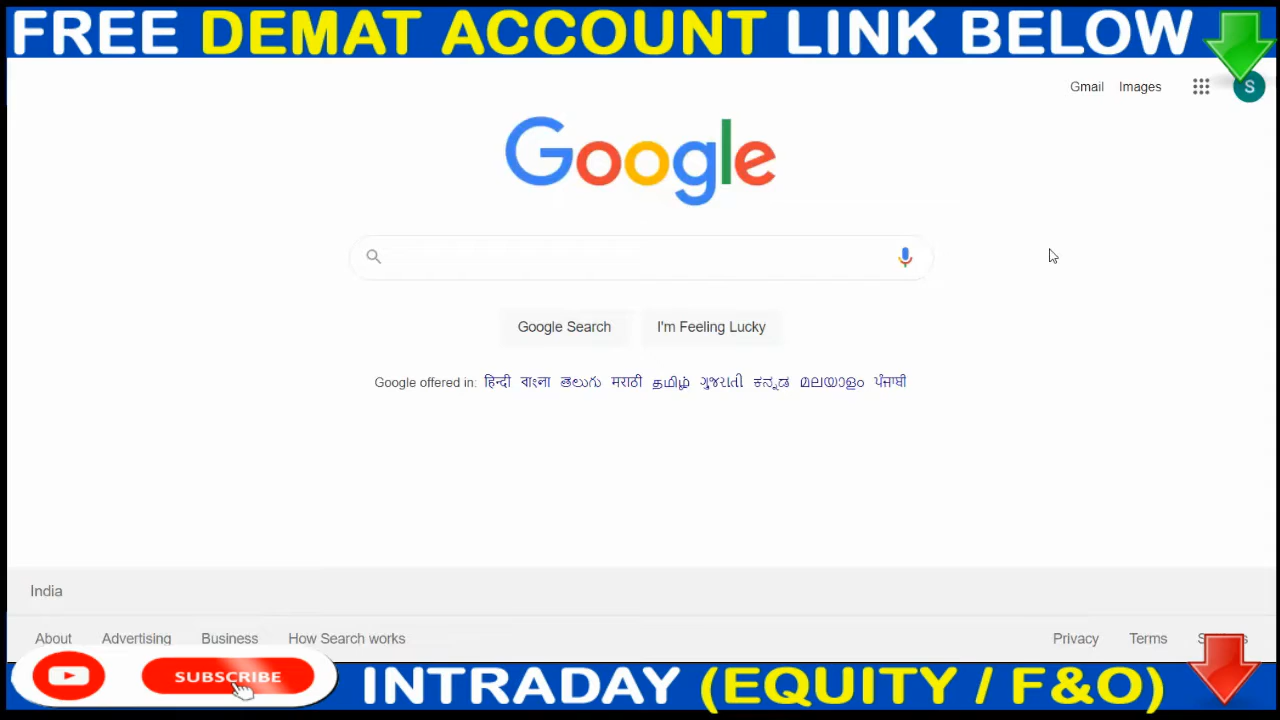 FREE DEMAT ACCOUNT LINK BELOW
Gmail Images S
Google
Google Search I'm Feeling Lucky
Google offered in: हिन्दी বাংলা తెలుగు मराठी தமிழ் ગુજરાતી ಕನ್ನಡ മലയാളം ਪੰਜਾਬੀ
India
About Advertising Business How Search works Privacy Terms
SUBSCRIBE
INTRADAY (EQUITY / F&O)